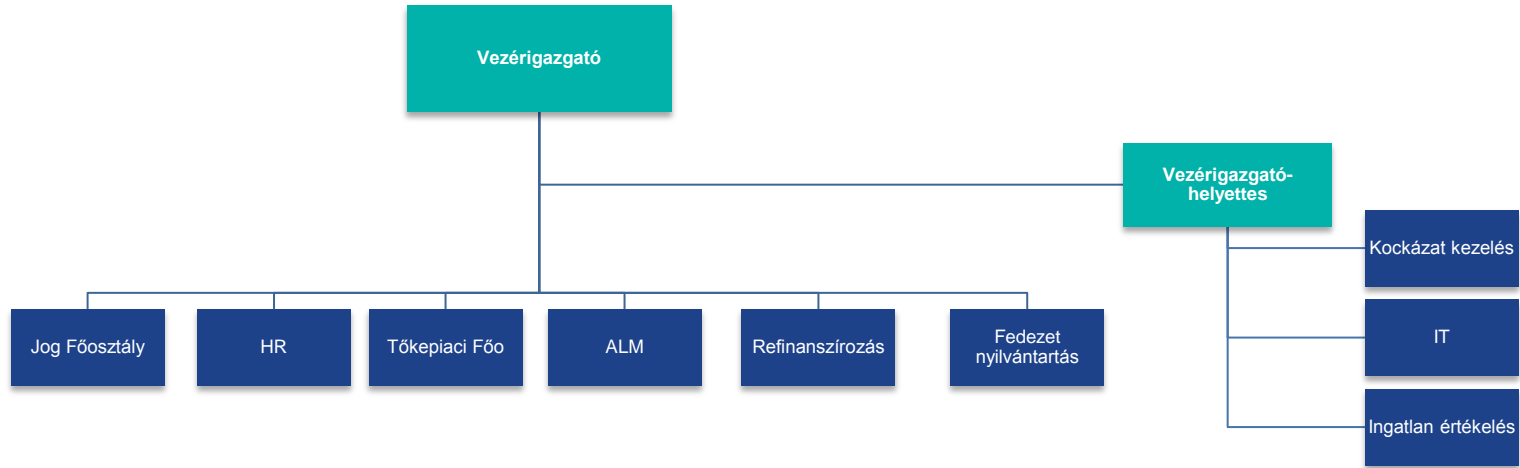 Vezérigazgató
Vezérigazgató-
helyettes
Kockázat kezelés
Jog Főosztály
HR
Tőkepiaci Főo
ALM
Refinanszírozás
Fedezet
nyilvántartás
IT
Ingatlan értékelés